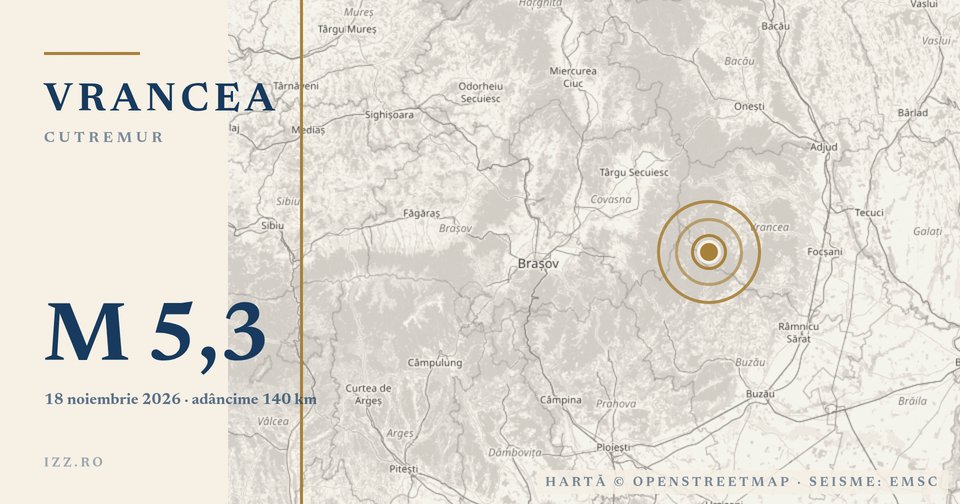 VRANCEA
CUTREMUR
M 5,3
18 noiembrie 2026 · adâncime 140 km
IZZ.RO
Mureș
Târgu Mureș
Harghita
Bacău
Vaslui
Vaslui
Târnăveni
Odorheiu
Secuiesc
Miercurea
Ciuc
Bacău
Onești
Bârlad
laj
Mediaș
Sighișoara
Adjud
Târgu Secuiesc
Sibiu
Sibiu
Făgăraș
Brașov
Covasna
Vrancea
Tecuci
Galați
Brașov
Focșani
Râmnicu
Sărat
Câmpulung
Buzău
Curtea de
Argeș
Câmpina
Prahova
Buzău
Brăila
Vâlcea
Argeș
Dâmbovița
Ploiești
Pitești
HARTĂ © OPENSTREETMAP · SEISME: EMSC